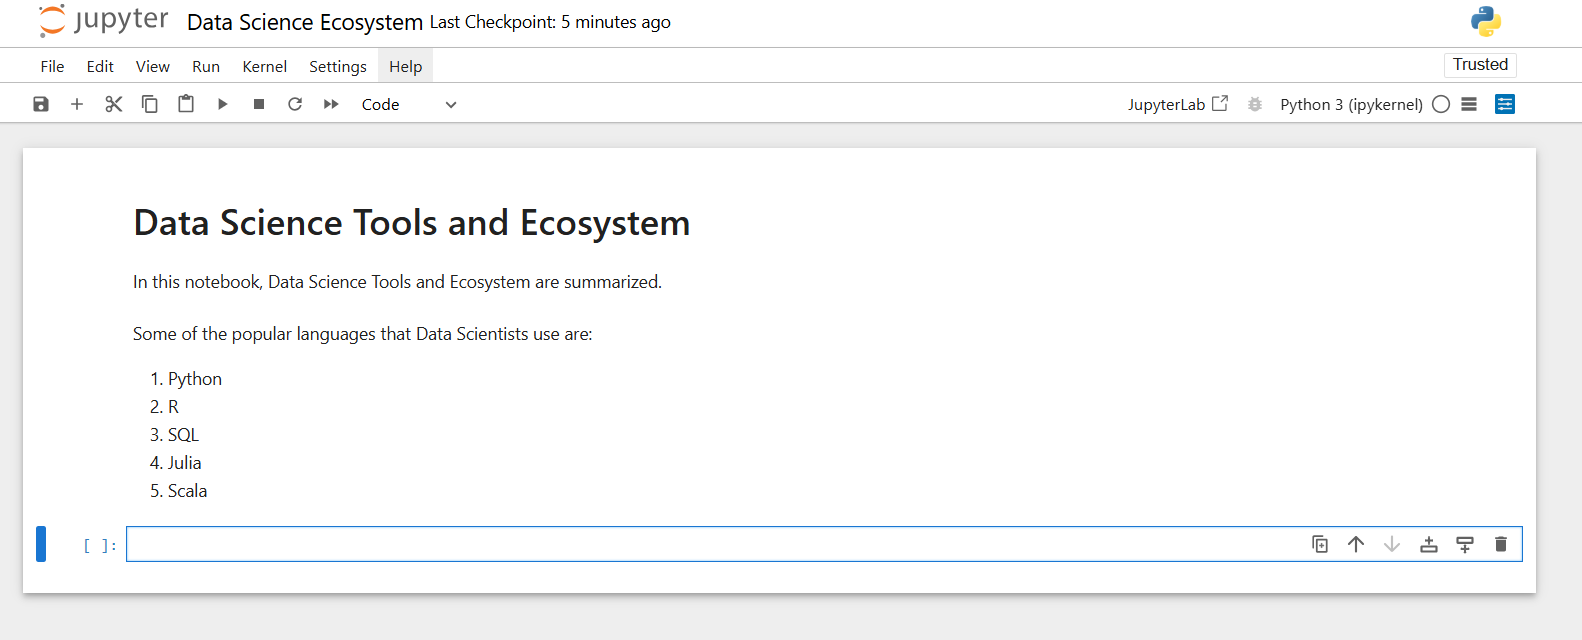 jupyter Data Science Ecosystem Last Checkpoint: 5 minutes ago
File Edit View Run Kernel Settings Help
Trusted
Code
JupyterLab
Python 3 (ipykernel)
Data Science Tools and Ecosystem
In this notebook, Data Science Tools and Ecosystem are summarized.
Some of the popular languages that Data Scientists use are:
1. Python
2. R
3. SQL
4. Julia
5. Scala
[ ]: